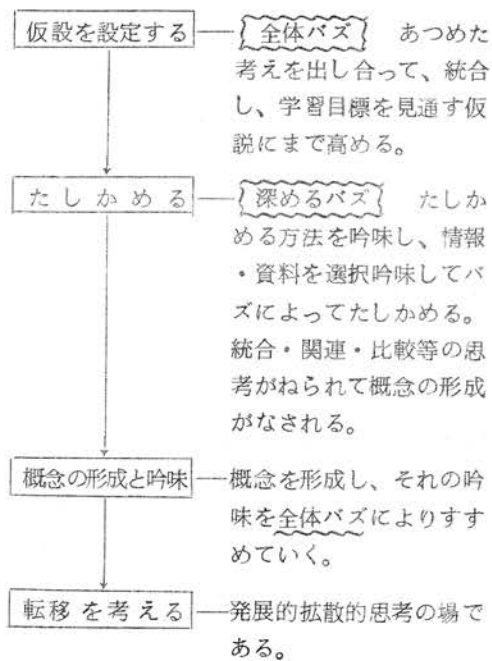 仮設を設定する 全体バズ あつめた
考えを出し合って、統合
し、学習目標を見通す仮
説にまで高める。
たしかめる 深めるバズ たしか
める方法を吟味し、情報
・資料を選択吟味してバ
ズによってたしかめる。
統合・関連・比較等の思
考がねられて概念の形成
がなされる。
概念の形成と吟味 概念を形成し、それの吟
味を全体バズによりすす
めていく。
転移を考える 発展的拡散的思考の場で
ある。